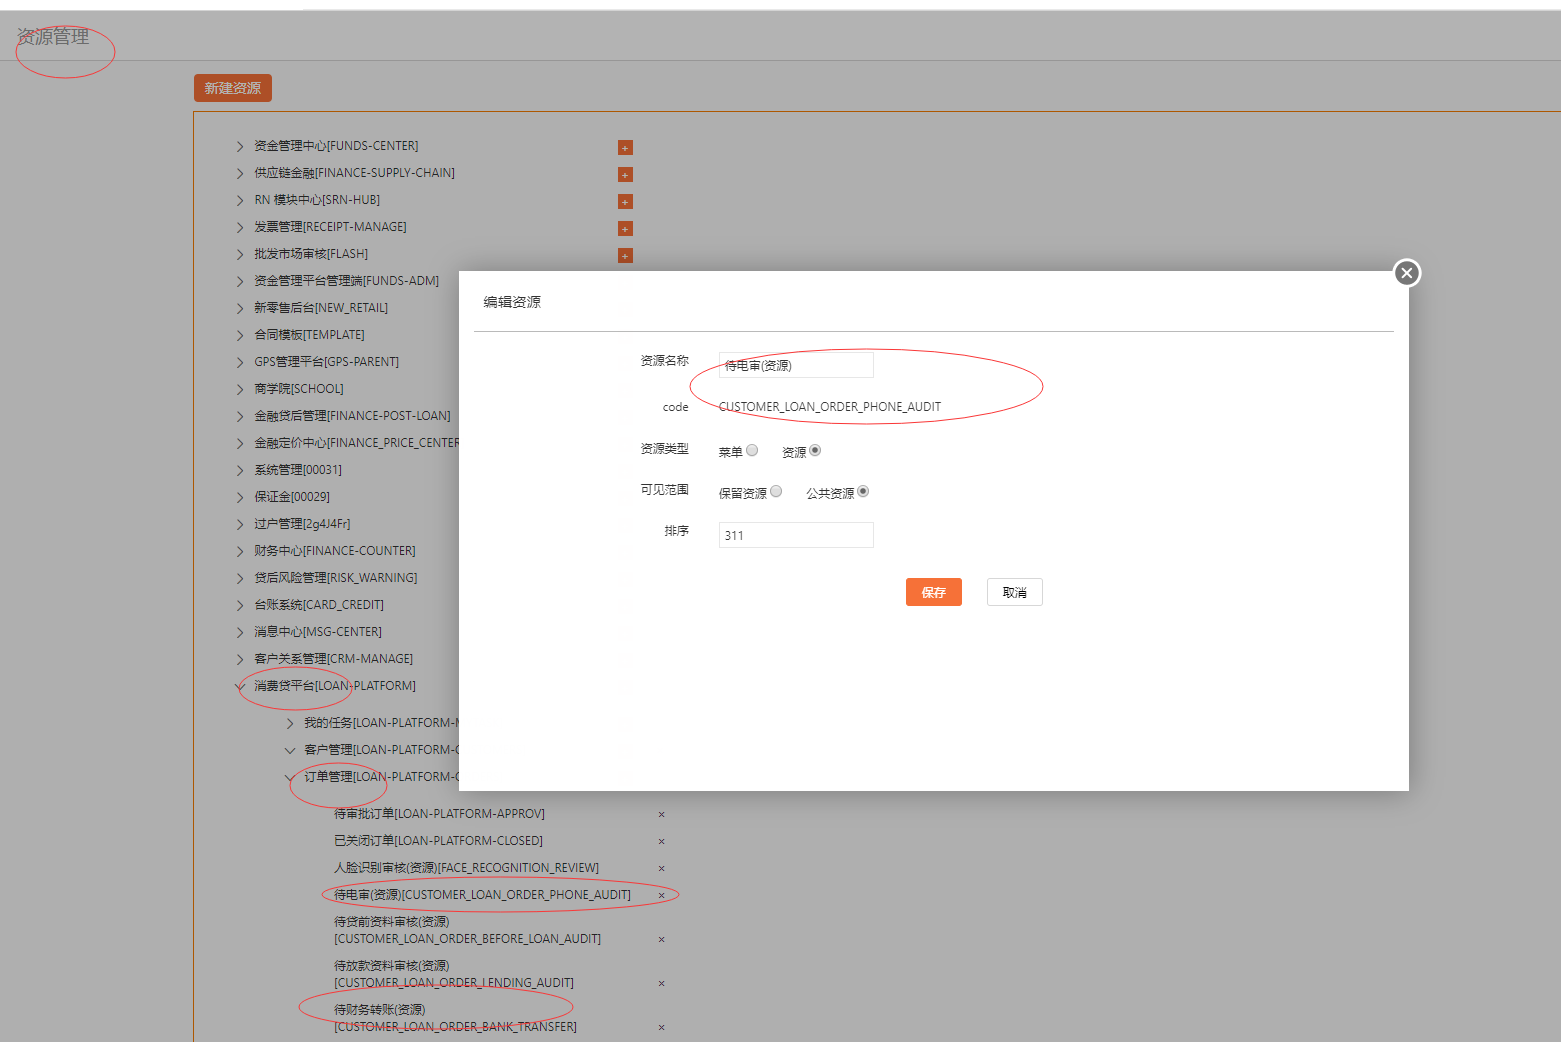 资源管理
新建资源
资金管理中心[FUNDS-CENTER]
供应链金融[FINANCE-SUPPLY-CHAIN]
RN 模块中心[SRN-HUB]
发票管理[RECEIPT-MANAGE]
批发市场审核[FLASH]
资金管理平台管理端[FUNDS-ADM]
新零售后台[NEW_RETAIL]
合同模板[TEMPLATE]
GPS管理平台[GPS-PARENT]
商学院[SCHOOL]
金融贷后管理[FINANCE-POST-LOAN]
金融定价中心[FINANCE_PRICE_CENTER
系统管理[00031]
保证金[00029]
过户管理[2g4J4Fr]
财务中心[FINANCE-COUNTER]
贷后风险管理[RISK_WARNING]
台账系统[CARD_CREDIT]
消息中心[MSG-CENTER]
客户关系管理[CRM-MANAGE]
消费贷平台[LOAN-PLATFORM]
我的任务[LOAN-PLATFORM-
客户管理[LOAN-PLATFORM-
订单管理[LOAN-PLATFORM-
待审批订单[LOAN-PLATFORM-APPROV]
已关闭订单[LOAN-PLATFORM-CLOSED]
人脸识别审核(资源)[FACE_RECOGNITION_REVIEW]
待电审(资源)[CUSTOMER_LOAN_ORDER_PHONE_AUDIT]
待贷前资料审核(资源)
[CUSTOMER_LOAN_ORDER_BEFORE_LOAN_AUDIT]
待放款资料审核(资源)
[CUSTOMER_LOAN_ORDER_LENDING_AUDIT]
待财务转账(资源)
[CUSTOMER_LOAN_ORDER_BANK_TRANSFER]
编辑资源
资源名称 待电审(资源)
code CUSTOMER_LOAN_ORDER_PHONE_AUDIT
资源类型 菜单 资源
可见范围 保留资源 公共资源
排序 311
保存 取消